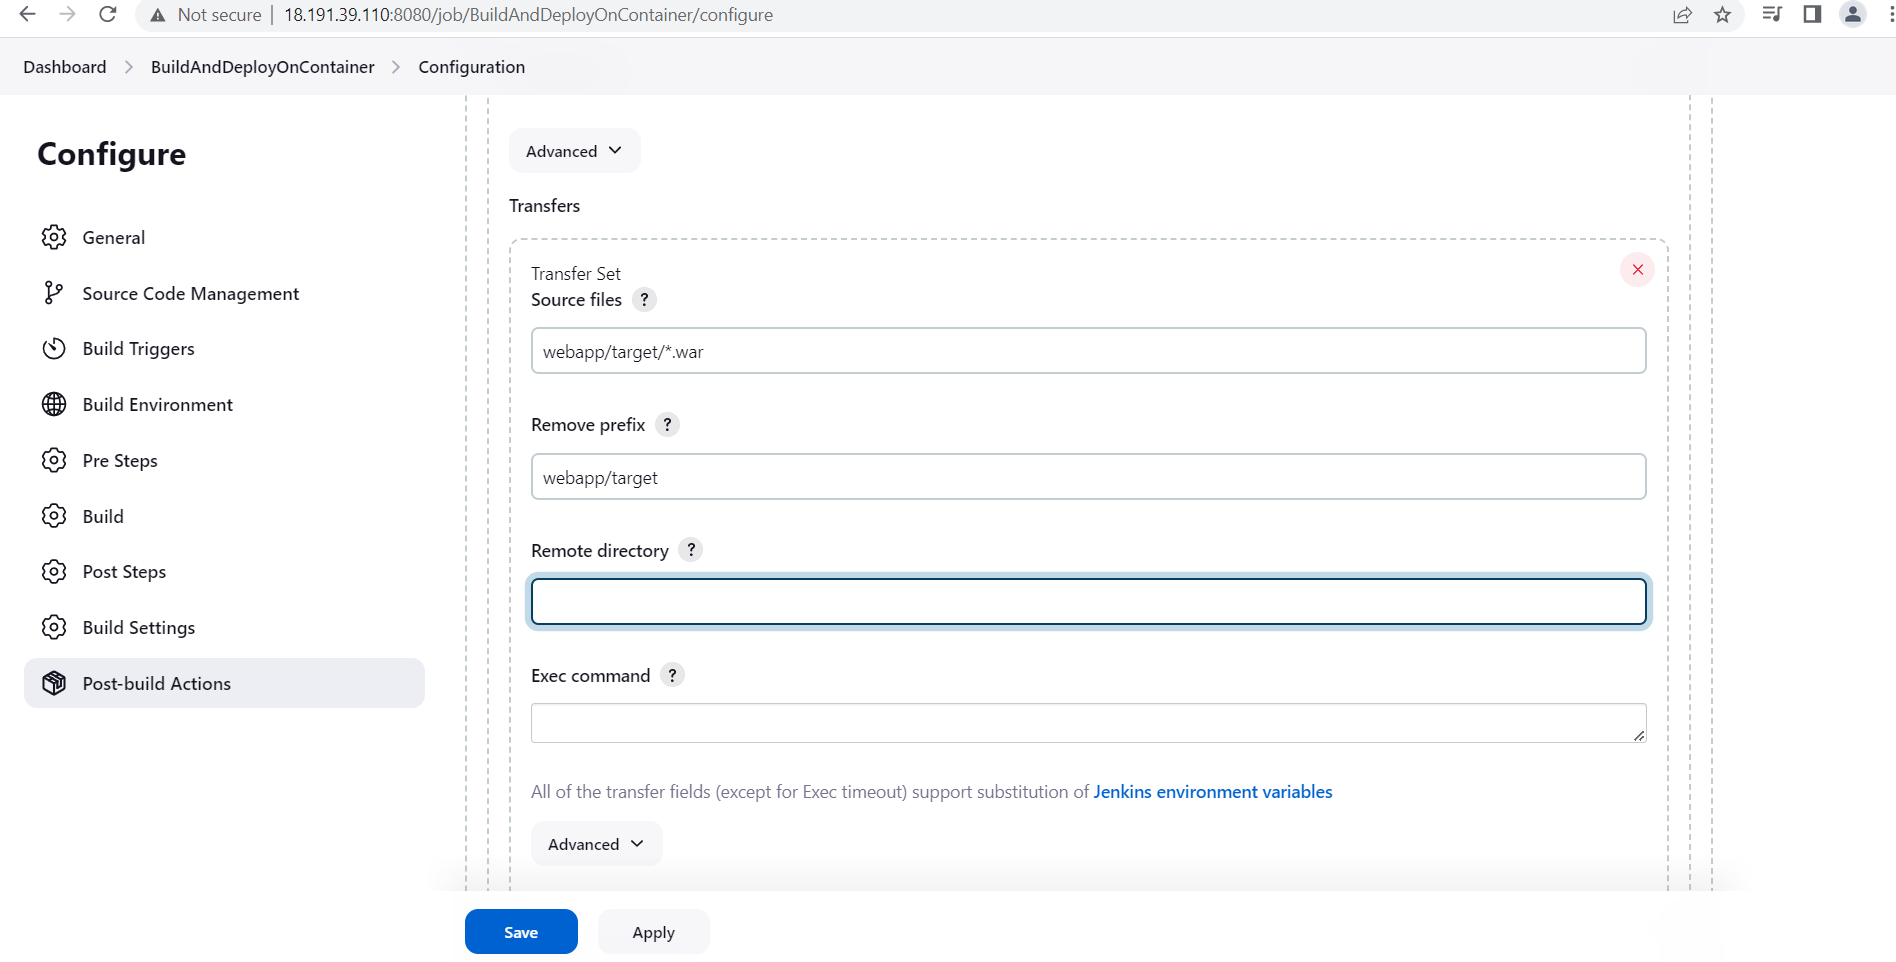 Not secure | 18.191.39.110:8080/job/BuildAndDeployOnContainer/configure
Dashboard > BuildAndDeployOnContainer > Configuration
Configure
General
Source Code Management
Build Triggers
Build Environment
Pre Steps
Build
Post Steps
Build Settings
Post-build Actions
Advanced
Transfers
Transfer Set
Source files ?
webapp/target/*.war
Remove prefix ?
webapp/target
Remote directory ?
Exec command ?
All of the transfer fields (except for Exec timeout) support substitution of Jenkins environment variables
Advanced
Save Apply